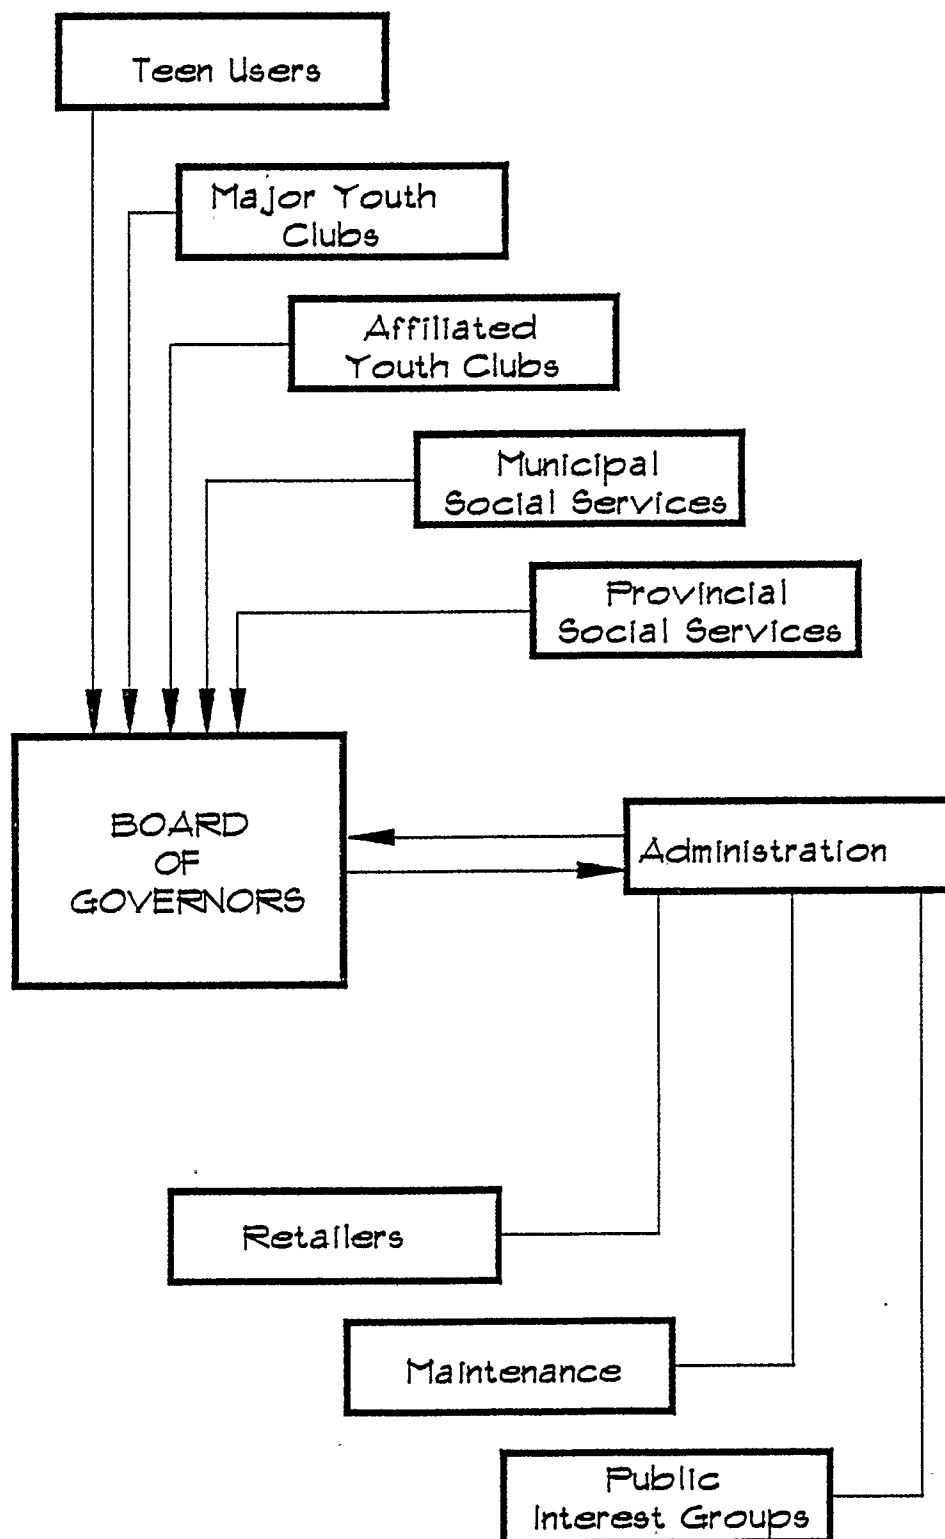 Teen Users
Major Youth
Clubs
Affiliated
Youth Clubs
Municipal
Social Services
Provincial
Social Services
BOARD
OF
GOVERNORS
Administration
Retailers
Maintenance
Public
Interest Groups